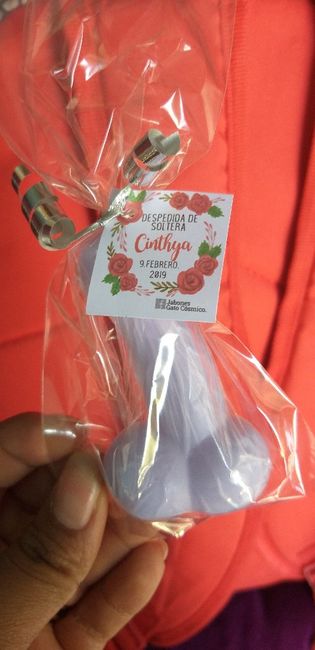 DESPEDIDA DE
SOLTERA
Cinthya
9. FEBRERO.
2019
Jabones
Gato Cósmico.